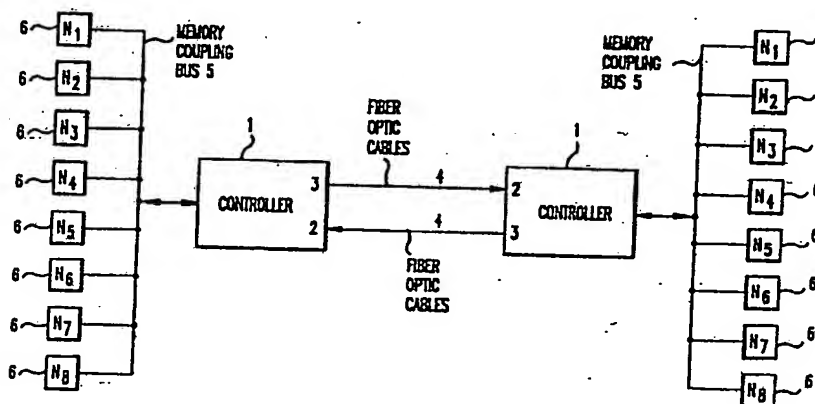 6 N1
6 N2
6 N3
6 N4
6 N5
6 N6
6 N7
6 N8
MEMORY
COUPLING
BUS 5
1
CONTROLLER
3
2
FIBER
OPTIC
CABLES
4
4
FIBER
OPTIC
CABLES
1
2
CONTROLLER
3
MEMORY
COUPLING
BUS 5
N1
N2
N3
N4 6
N5 6
N6 6
N7 6
N8 6